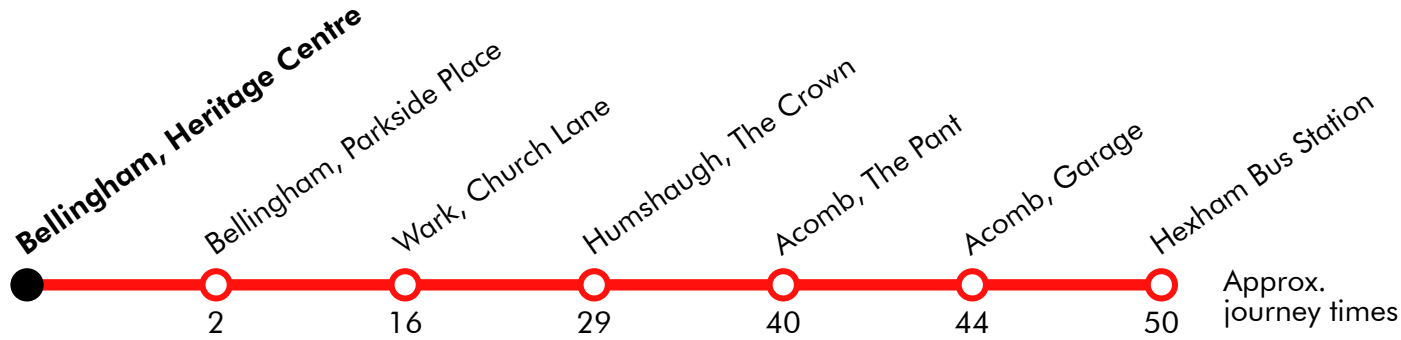 Bellingham, Heritage Centre
Bellingham, Parkside Place
Wark, Church Lane
Humshaugh, The Crown
Acomb, The Pant
Acomb, Garage
Hexham Bus Station
2
16
29
40
44
50
Approx.
journey times